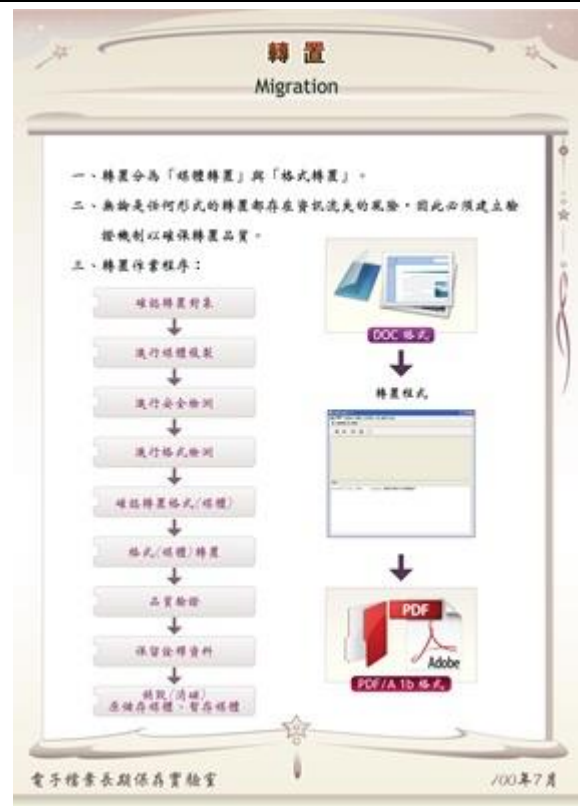 轉置
Migration
一、轉置分為「媒體轉置」與「格式轉置」。
二、無論是任何形式的轉置都存在資訊流失的風險，因此必須建立驗
證機制以確保轉置品質。
三、轉置作業程序：
確認轉置對象
進行媒體複製
進行安全檢測
進行格式檢測
確認轉置格式(媒體)
格式(媒體)轉置
品質驗證
保留詮釋資料
銷毀(消磁)
原儲存媒體、暫存媒體
DOC 格式
轉置程式
PDF
Adobe
PDF/A 1b 格式
電子檔案長期保存實驗室
100年7月